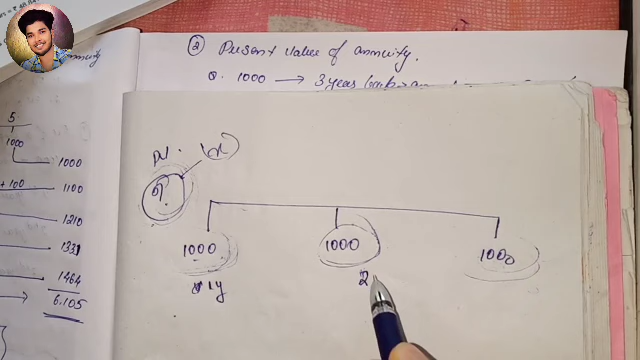 ② Present value of annuity.
Q. 1000 → 3 year
5
1000
1000
+ 100
1100
1210
1331
1464
6.105
P.V.
1000 1000 1000
1y 2